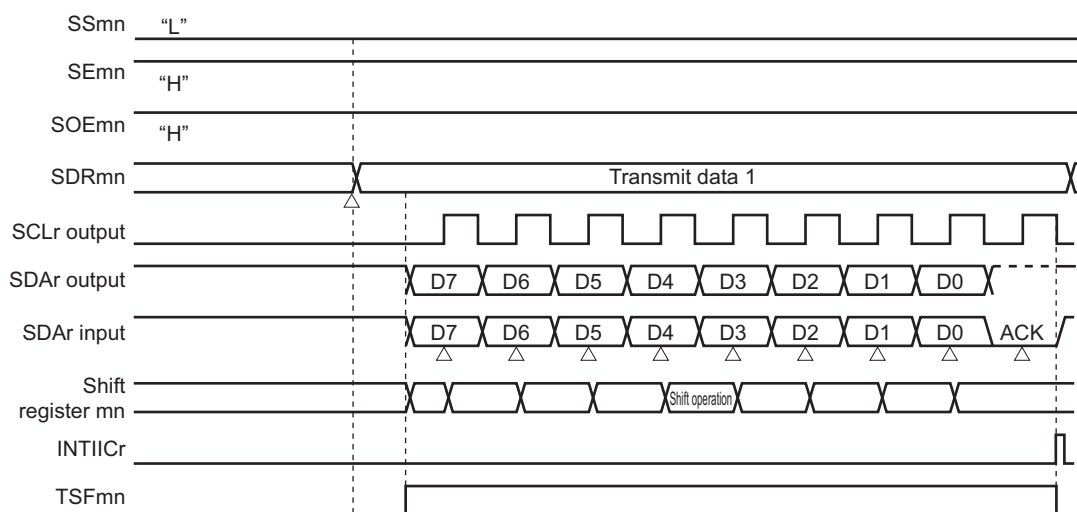 SSmn “L”
SEmn “H”
SOEmn “H”
SDRmn Transmit data 1
SCLr output
SDAr output D7 D6 D5 D4 D3 D2 D1 D0
SDAr input D7 D6 D5 D4 D3 D2 D1 D0 ACK
Shift
register mn Shift operation
INTIICr
TSFmn